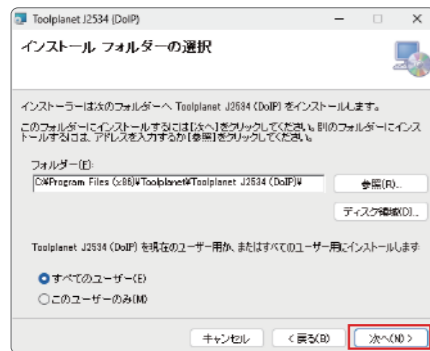 Toolplanet J2534 (DoIP)
インストール フォルダーの選択
インストーラーは次のフォルダーへ Toolplanet J2534 (DoIP) をインストールします。
このフォルダーにインストールするには[次へ]をクリックしてください。別のフォルダーにインス
トールするには、アドレスを入力するか[参照]をクリックしてください。
フォルダー(E):
C:¥Program Files (x86)¥Toolplanet¥Toolplanet J2534 (DoIP)¥
参照(R)...
ディスク領域(D)...
Toolplanet J2534 (DoIP) を現在のユーザー用か、またはすべてのユーザー用にインストールします:
すべてのユーザー(E)
このユーザーのみ(M)
キャンセル
< 戻る(B)
次へ(N) >